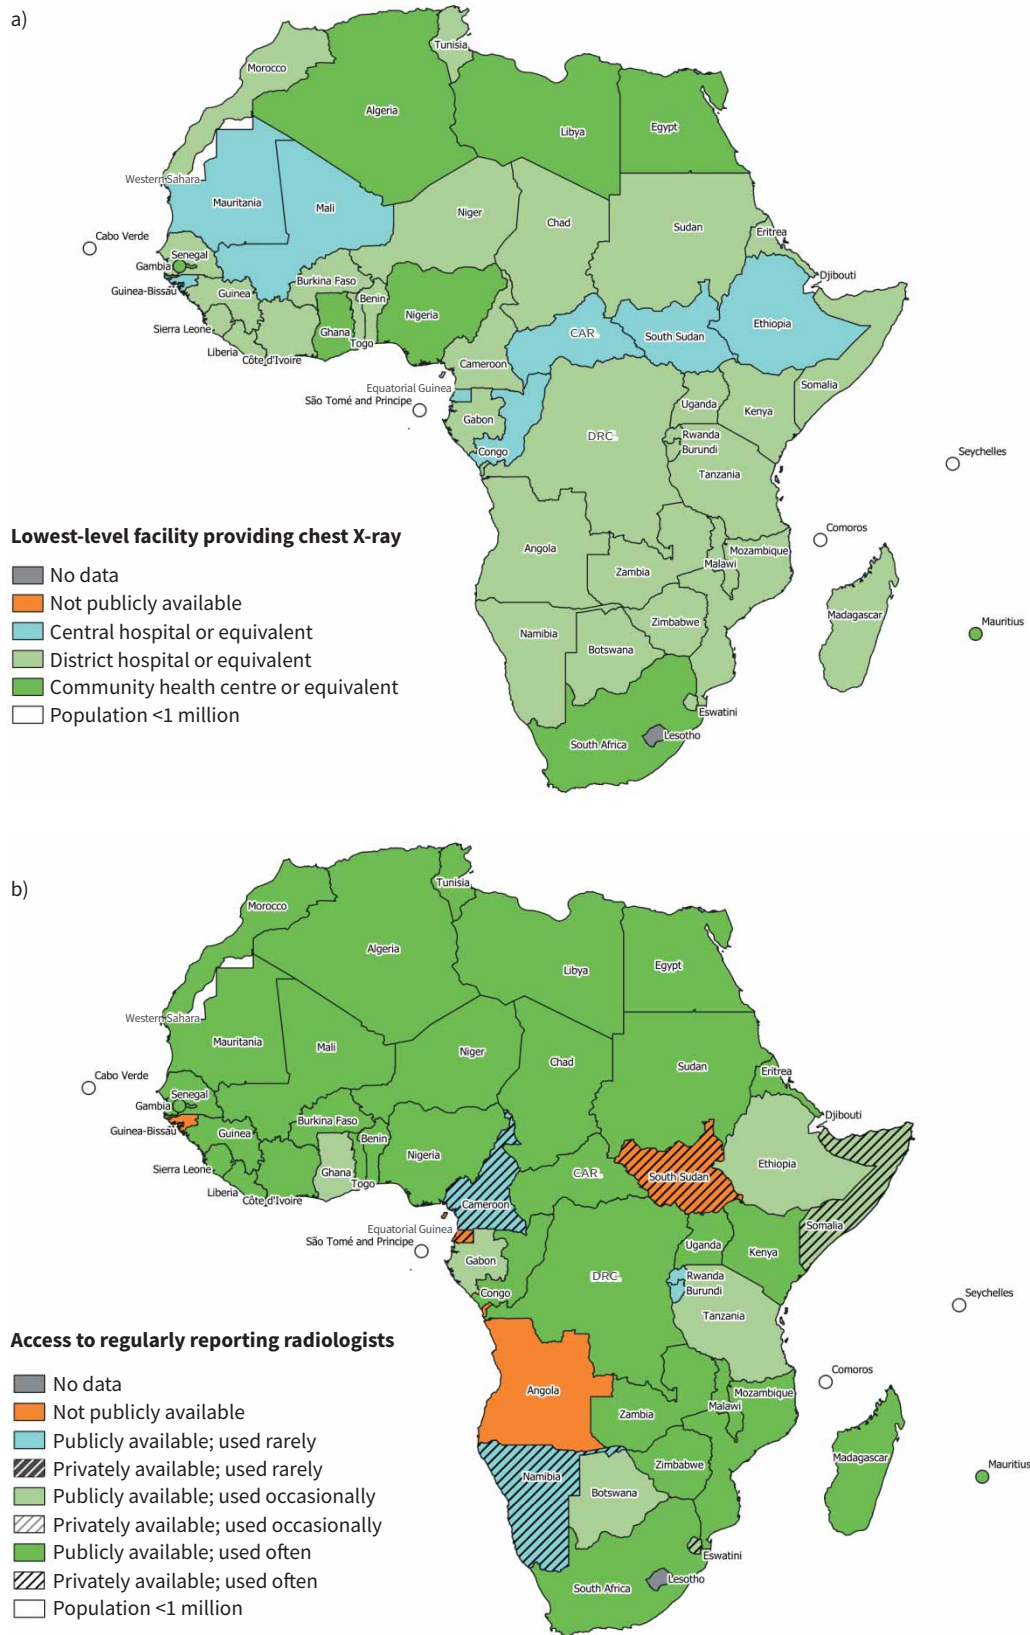 a)
Tunisia
Morocco
Algeria
Libya
Egypt
Western Sahara
Mauritania
Mali
Niger
Chad
Sudan
Eritrea
Cabo Verde
Senegal
Gambia
Djibouti
Guinea-Bissau
Guinea
Burkina Faso
Benin
Nigeria
Ethiopia
Sierra Leone
Ghana
Togo
CAR
South Sudan
Liberia
Côte d'Ivoire
Cameroon
Somalia
Equatorial Guinea
São Tomé and Principe
Uganda
Kenya
Gabon
DRC
Rwanda
Burundi
Congo
Seychelles
Tanzania
Comoros
Lowest-level facility providing chest X-ray
Angola
Mozambique
Malawi
Zambia
No data
Not publicly available
Madagascar
Mauritius
Central hospital or equivalent
Namibia
Zimbabwe
Botswana
District hospital or equivalent
Community health centre or equivalent
Population <1 million
Eswatini
South Africa
Lesotho
b)
Tunisia
Morocco
Algeria
Libya
Egypt
Western Sahara
Mauritania
Mali
Niger
Chad
Sudan
Eritrea
Cabo Verde
Senegal
Gambia
Djibouti
Guinea-Bissau
Guinea
Burkina Faso
Benin
Nigeria
Ethiopia
Sierra Leone
Ghana
Togo
CAR
South Sudan
Liberia
Côte d'Ivoire
Cameroon
Somalia
Equatorial Guinea
São Tomé and Principe
Uganda
Kenya
Gabon
DRC
Rwanda
Burundi
Congo
Seychelles
Tanzania
Access to regularly reporting radiologists
Comoros
Angola
Mozambique
Malawi
Zambia
No data
Not publicly available
Publicly available; used rarely
Privately available; used rarely
Publicly available; used occasionally
Privately available; used occasionally
Publicly available; used often
Privately available; used often
Population <1 million
Madagascar
Mauritius
Namibia
Zimbabwe
Botswana
Eswatini
South Africa
Lesotho